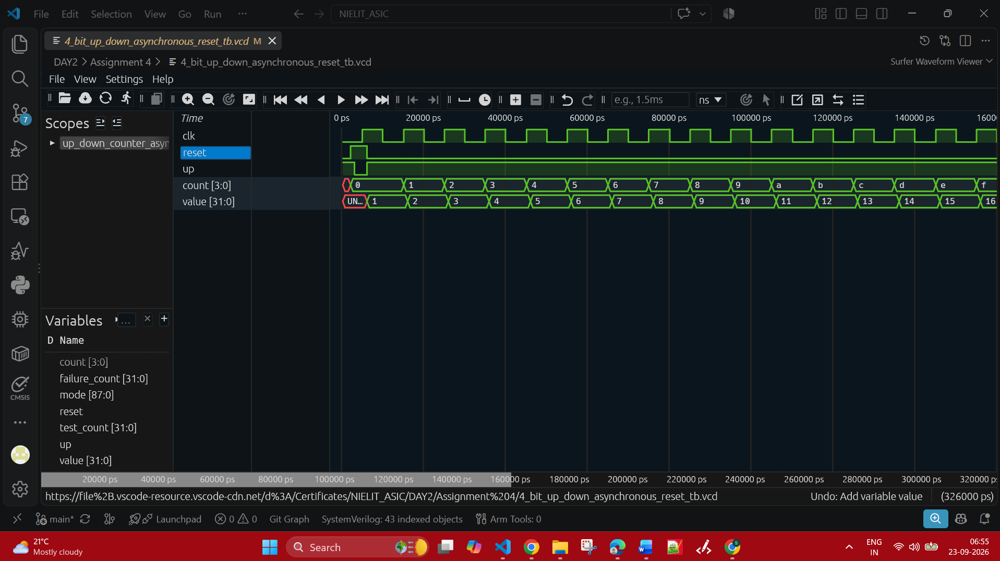 File Edit Selection View Go Run ··· NIELIT_ASIC
4_bit_up_down_asynchronous_reset_tb.vcd M
DAY2 > Assignment 4 > 4_bit_up_down_asynchronous_reset_tb.vcd
Surfer Waveform Viewer
File View Settings Help
e.g., 1.5ms ns
7
Scopes
up_down_counter_asyn
Time
0 ps 20000 ps 40000 ps 60000 ps 80000 ps 100000 ps 120000 ps 140000 ps 1600
clk
reset
up
count [3:0] 0 1 2 3 4 5 6 7 8 9 a b c d e f
value [31:0] UN... 1 2 3 4 5 6 7 8 9 10 11 12 13 14 15 16
Variables ...
D Name
count [3:0]
failure_count [31:0]
mode [87:0]
reset
test_count [31:0]
up
value [31:0]
CMSIS
20000 ps 40000 ps 60000 ps 80000 ps 100000 ps 120000 ps 140000 ps 160000 ps 180000 ps 200000 ps 220000 ps 240000 ps 260000 ps 280000 ps 300000 ps 320000 p
https://file%2B.vscode-resource.vscode-cdn.net/d%3A/Certificates/NIELIT_ASIC/DAY2/Assignment%204/4_bit_up_down_asynchronous_reset_tb.vcd
Undo: Add variable value (326000 ps)
main* Launchpad 0 0 Git Graph SystemVerilog: 43 indexed objects Arm Tools: 0
21°C
Mostly cloudy
Search
ENG
IN
06:55
23-09-2026